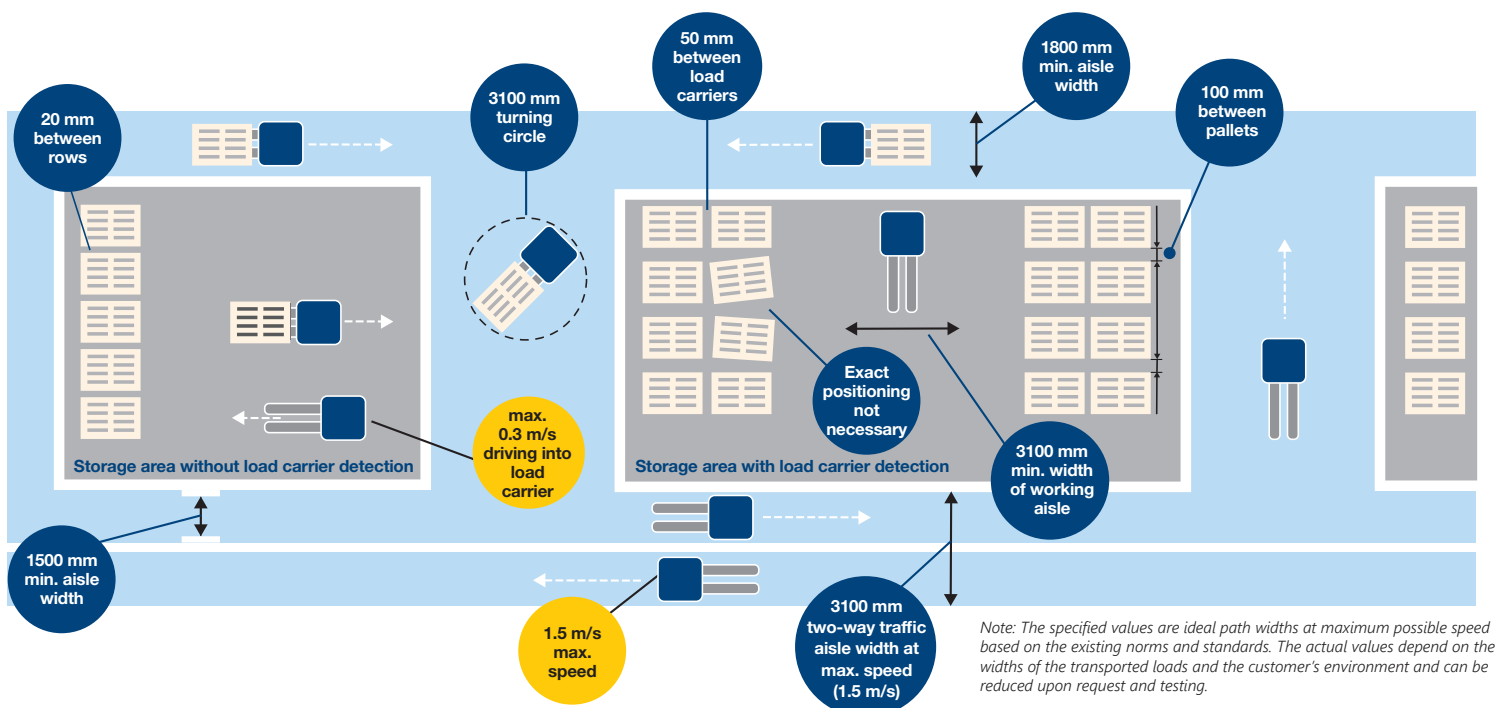 50 mm
between
load
carriers
1800 mm
min. aisle
width
3100 mm
turning
circle
100 mm
between
pallets
20 mm
between
rows
Exact
positioning
not
necessary
max.
0.3 m/s
driving into
load
carrier
Storage area without load carrier detection
Storage area with load carrier detection
3100 mm
min. width
of working
aisle
1500 mm
min. aisle
width
1.5 m/s
max.
speed
3100 mm
two-way traffic
aisle width at
max. speed
(1.5 m/s)
Note: The specified values are ideal path widths at maximum possible speed
based on the existing norms and standards. The actual values depend on the
widths of the transported loads and the customer’s environment and can be
reduced upon request and testing.